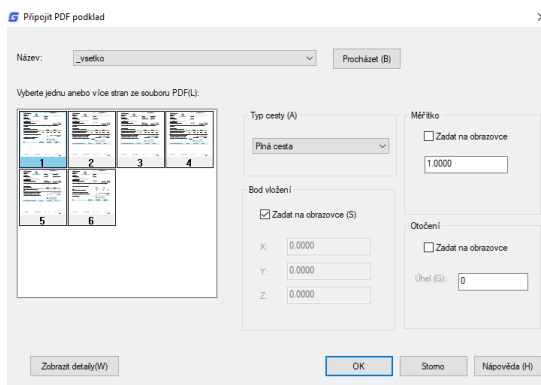 Připojit PDF podklad
Název:
_vsetko
Procházet (B)
Vyberte jednu anebo více stran ze souboru PDF(L):
1
2
3
4
5
6
Typ cesty (A)
Plná cesta
Bod vložení
Zadat na obrazovce (S)
X:
0.0000
Y:
0.0000
Z:
0.0000
Měřítko
Zadat na obrazovce
1.0000
Otočení
Zadat na obrazovce
Úhel (G):
0
Zobrazit detaily(W)
OK
Storno
Nápověda (H)